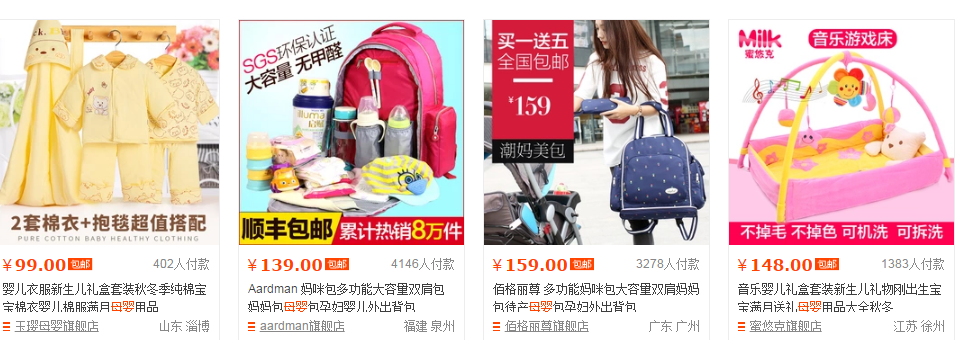 2套棉衣+抱毯超值搭配
PURE COTTON BABY HEALTHY CLOTHING
¥99.00 包邮 402人付款
婴儿衣服新生儿礼盒套装秋冬季纯棉宝
宝棉衣婴儿棉服满月母婴用品
玉璎母婴旗舰店 山东 淄博
SGS环保认证
大容量 无甲醛
顺丰包邮 累计热销8万件
¥139.00 包邮 4146人付款
Aardman 妈咪包多功能大容量双肩包
妈妈包母婴包孕妇婴儿外出背包
aardman旗舰店 福建 泉州
买一送五
全国包邮
¥159
潮妈美包
¥159.00 包邮 3278人付款
佰格丽尊 多功能妈咪包大容量双肩妈妈
包待产母婴包孕妇外出背包
佰格丽尊旗舰店 广东 广州
Milk
蜜悠克
音乐游戏床
不掉毛 不掉色 可机洗 可拆洗
¥148.00 包邮 1383人付款
音乐婴儿礼盒套装新生儿礼物刚出生宝
宝满月送礼母婴用品大全秋冬
蜜悠克旗舰店 江苏 徐州